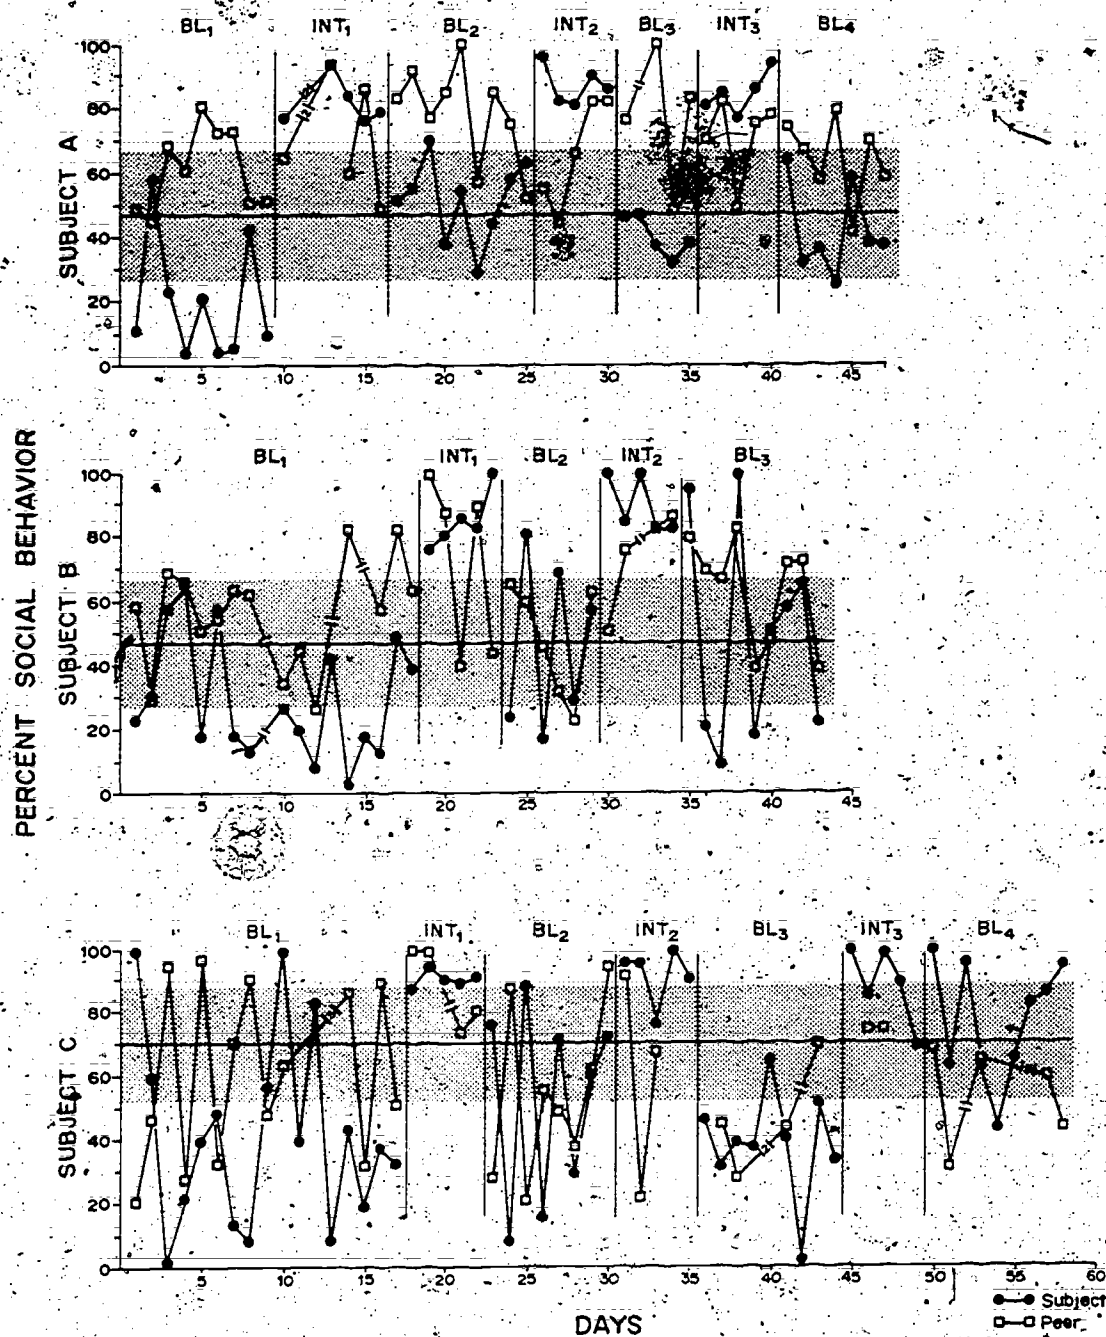 BL1 INT1 BL2 INT2 BL3 INT3 BL4
100
80
60
40
20
0
SUBJECT A
5 10 15 20 25 30 35 40 45
PERCENT SOCIAL BEHAVIOR
BL1 INT1 BL2 INT2 BL3
100
80
60
40
20
0
SUBJECT B
5 10 15 20 25 30 35 40 45
BL1 INT1 BL2 INT2 BL3 INT3 BL4
100
80
60
40
20
0
SUBJECT C
5 10 15 20 25 30 35 40 45 50 56 60
DAYS
Subject
Peer